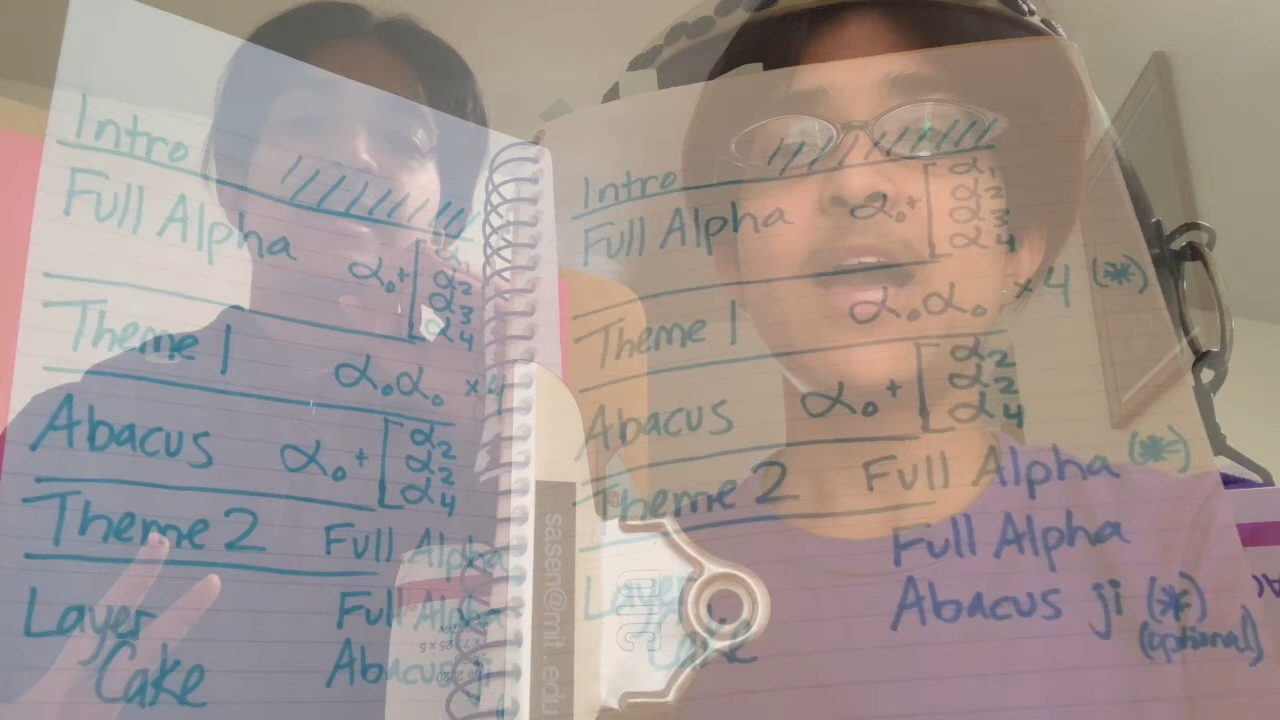 Intro
Full Alpha α₀ + [α₁
α₂
α₃
α₄
Theme 1 α₀α₀ ×4
Abacus α₀ + [α₂
α₂
α₄
Theme 2 Full Alpha
Layer Full Alpha
Cake Abacus ji
Intro
Full Alpha α₀ + [α₁
α₂
α₃
α₄
Theme 1 α₀α₀ ×4 (*)
Abacus α₀ + [α₂
α₂
α₄
Theme 2 Full Alpha (*)
Full Alpha
Layer Abacus ji (*)
Cake (optional)
sasen@mit.edu